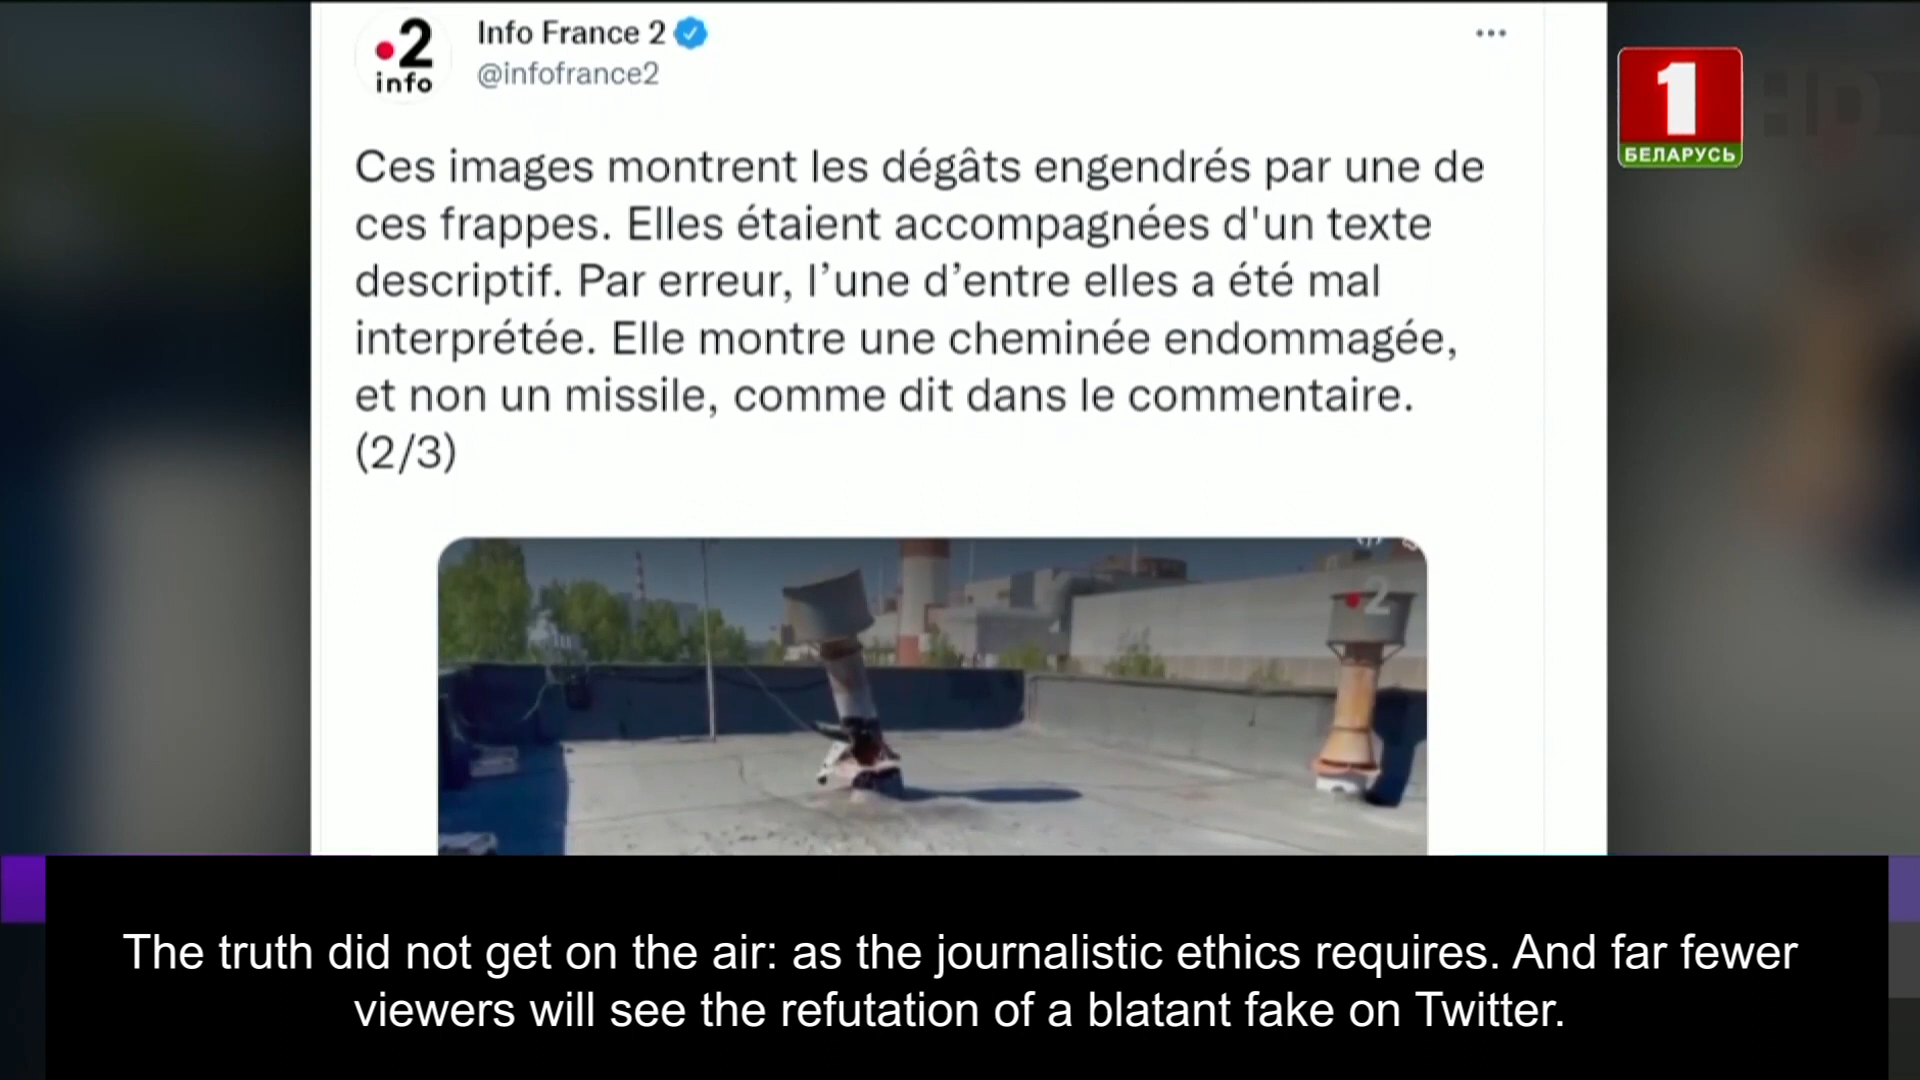 2
info
Info France 2
@infofrance2
1
HD
БЕЛАРУСЬ
Ces images montrent les dégâts engendrés par une de
ces frappes. Elles étaient accompagnées d'un texte
descriptif. Par erreur, l’une d’entre elles a été mal
interprétée. Elle montre une cheminée endommagée,
et non un missile, comme dit dans le commentaire.
(2/3)
2
The truth did not get on the air: as the journalistic ethics requires. And far fewer
viewers will see the refutation of a blatant fake on Twitter.